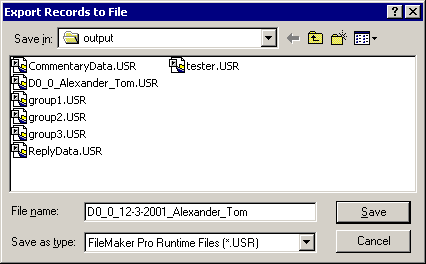 Export Records to File
Save in: output
CommentaryData.USR tester.USR
D0_0_Alexander_Tom.USR
group1.USR
group2.USR
group3.USR
ReplyData.USR
File name: D0_0_12-3-2001_Alexander_Tom Save
Save as type: FileMaker Pro Runtime Files (*.USR) Cancel